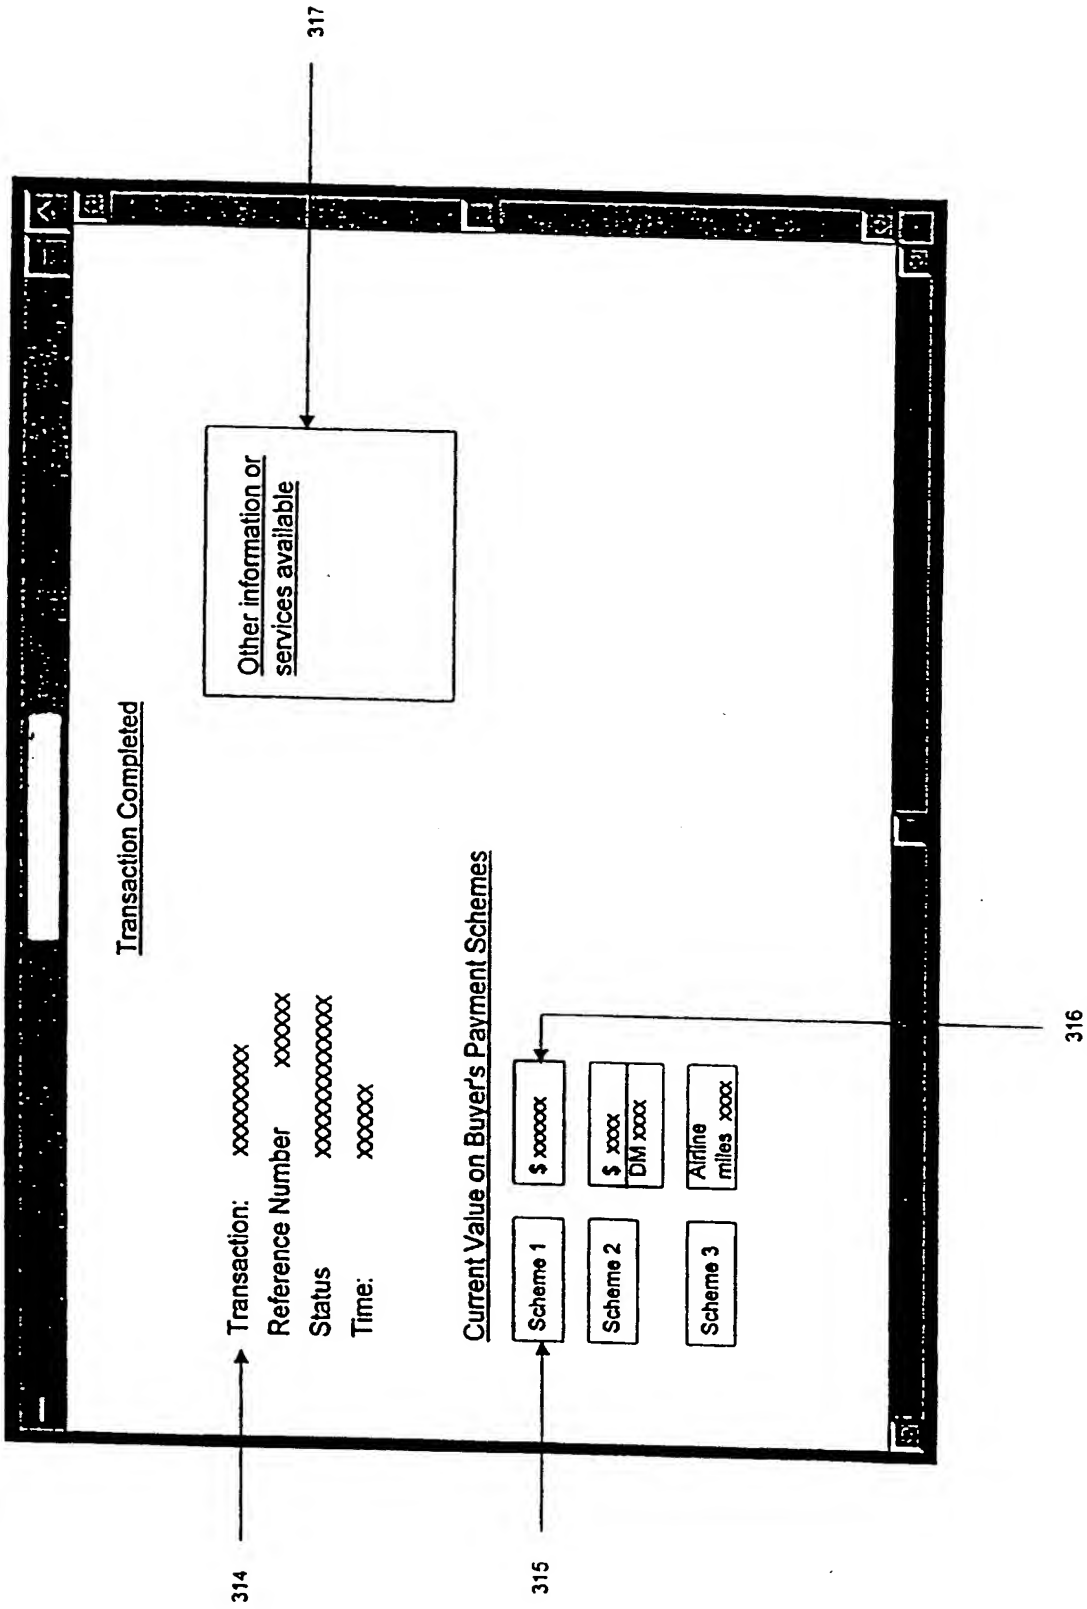 Transaction Completed
314
Transaction: xxxxxxxxx
Reference Number xxxxxx
Status xxxxxxxxxxxxx
Time: xxxxxx
Other information or
services available
317
Current Value on Buyer's Payment Schemes
315
Scheme 1
$ xxxxxx
316
Scheme 2
$ xxxx
DM xxxx
Scheme 3
Airline
miles xxxx